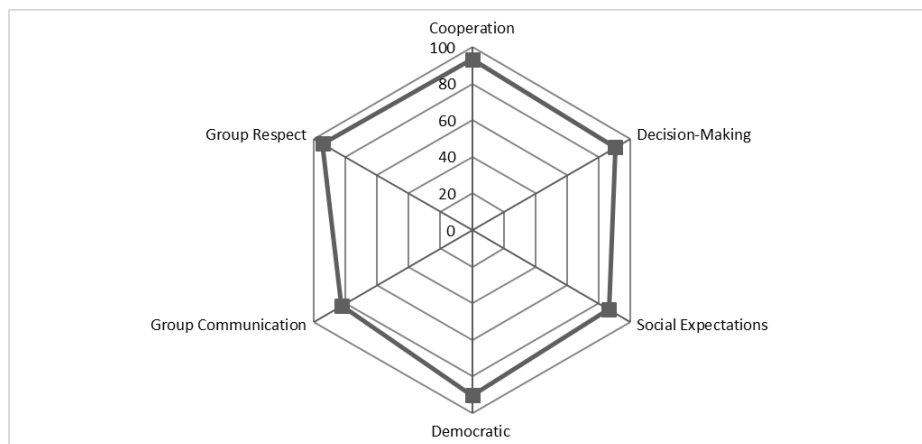 Cooperation
100
80
60
40
20
0
Group Respect
Decision-Making
Group Communication
Social Expectations
Democratic